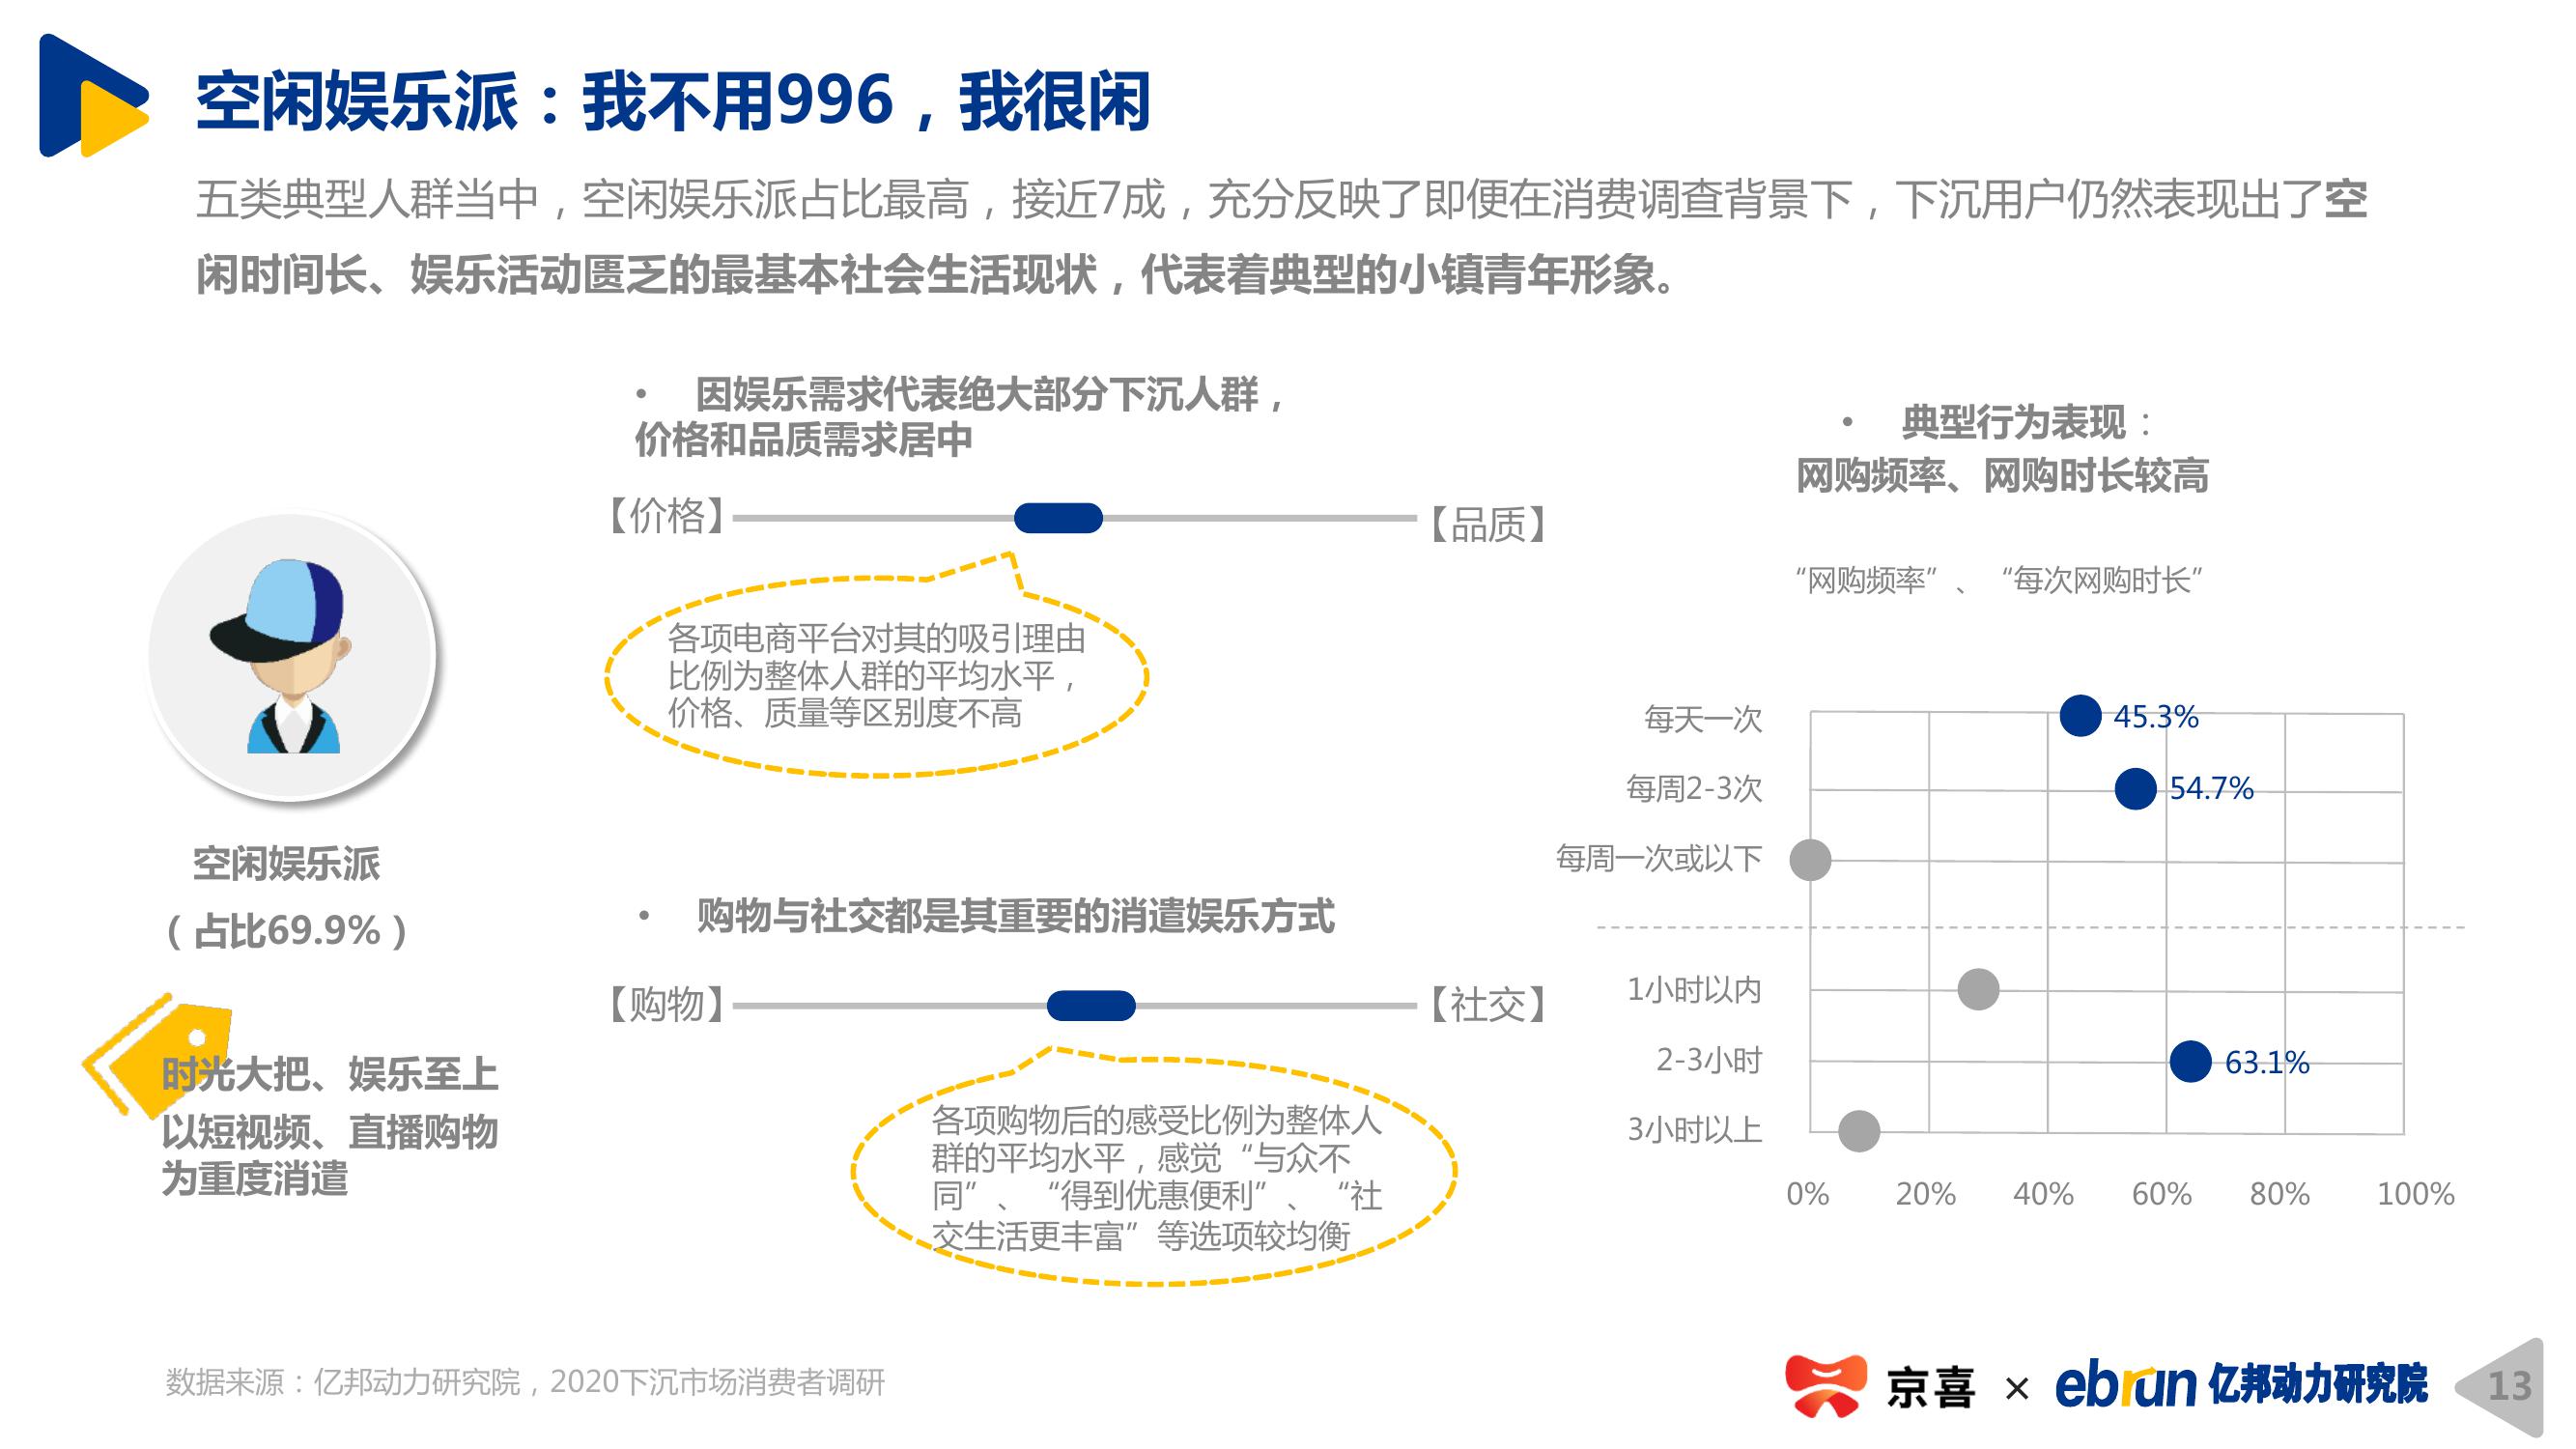 空闲娱乐派：我不用996，我很闲
五类典型人群当中，空闲娱乐派占比最高，接近7成，充分反映了即便在消费调查背景下，下沉用户仍然表现出了空
闲时间长、娱乐活动匮乏的最基本社会生活现状，代表着典型的小镇青年形象。
• 因娱乐需求代表绝大部分下沉人群，
价格和品质需求居中
【价格】
【品质】
各项电商平台对其的吸引理由
比例为整体人群的平均水平，
价格、质量等区别度不高
空闲娱乐派
（占比69.9%）
时光大把、娱乐至上
以短视频、直播购物
为重度消遣
• 购物与社交都是其重要的消遣娱乐方式
【购物】
【社交】
各项购物后的感受比例为整体人
群的平均水平，感觉“与众不
同”、“得到优惠便利”、“社
交生活更丰富”等选项较均衡
• 典型行为表现：
网购频率、网购时长较高
“网购频率”、“每次网购时长”
每天一次
45.3%
每周2-3次
54.7%
每周一次或以下
1小时以内
2-3小时
63.1%
3小时以上
0% 20% 40% 60% 80% 100%
数据来源：亿邦动力研究院，2020下沉市场消费者调研
京喜 × ebrun 亿邦动力研究院
13